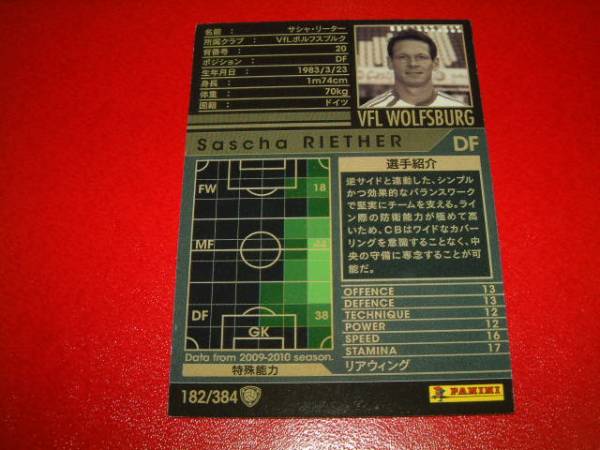 名前 : サシャ・リーター
所属クラブ : VfLボルフスブルク
背番号 : 20
ポジション : DF
生年月日 : 1983/3/23
身長 : 1m74cm
体重 : 70kg
国籍 : ドイツ
VFL WOLFSBURG
Sascha RIETHER DF
FW 18
MF 44
DF 38
GK
Data from 2009-2010 season.
特殊能力
選手紹介
逆サイドと連動した、シンプル
かつ効果的なバランスワーク
で堅実にチームを支える。ライ
ン際の防衛能力が極めて高
いため、CBはワイドなカバー
リングを意識することなく、中
央の守備に専念することが可
能だ。
OFFENCE 13
DEFENCE 13
TECHNIQUE 12
POWER 12
SPEED 16
STAMINA 17
リアウィング
182/384
PANINI